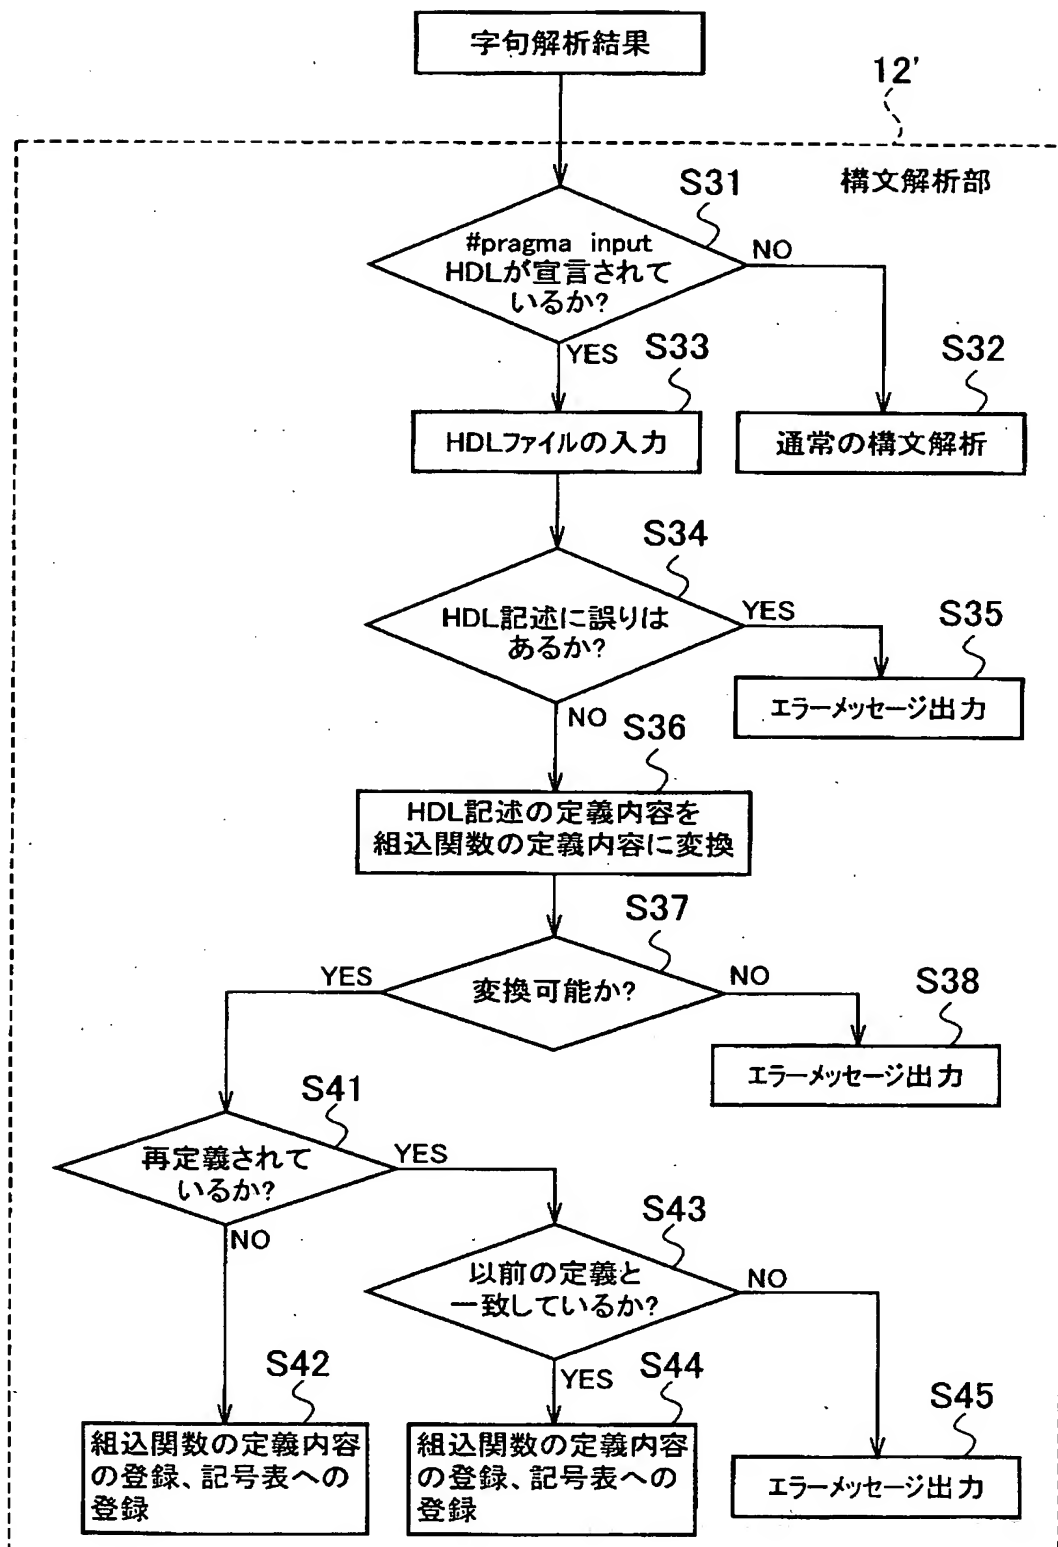 字句解析結果
12'
構文解析部
S31
#pragma input
HDLが宣言されて
いるか?
NO
YES
S33
S32
HDLファイルの入力
通常の構文解析
S34
HDL記述に誤りは
あるか?
YES
S35
エラーメッセージ出力
NO
S36
HDL記述の定義内容を
組込関数の定義内容に変換
S37
変換可能か?
YES
NO
S38
エラーメッセージ出力
S41
再定義されて
いるか?
YES
NO
S43
以前の定義と
一致しているか?
NO
YES
S42
S44
S45
組込関数の定義内容
の登録、記号表への
登録
組込関数の定義内容
の登録、記号表への
登録
エラーメッセージ出力